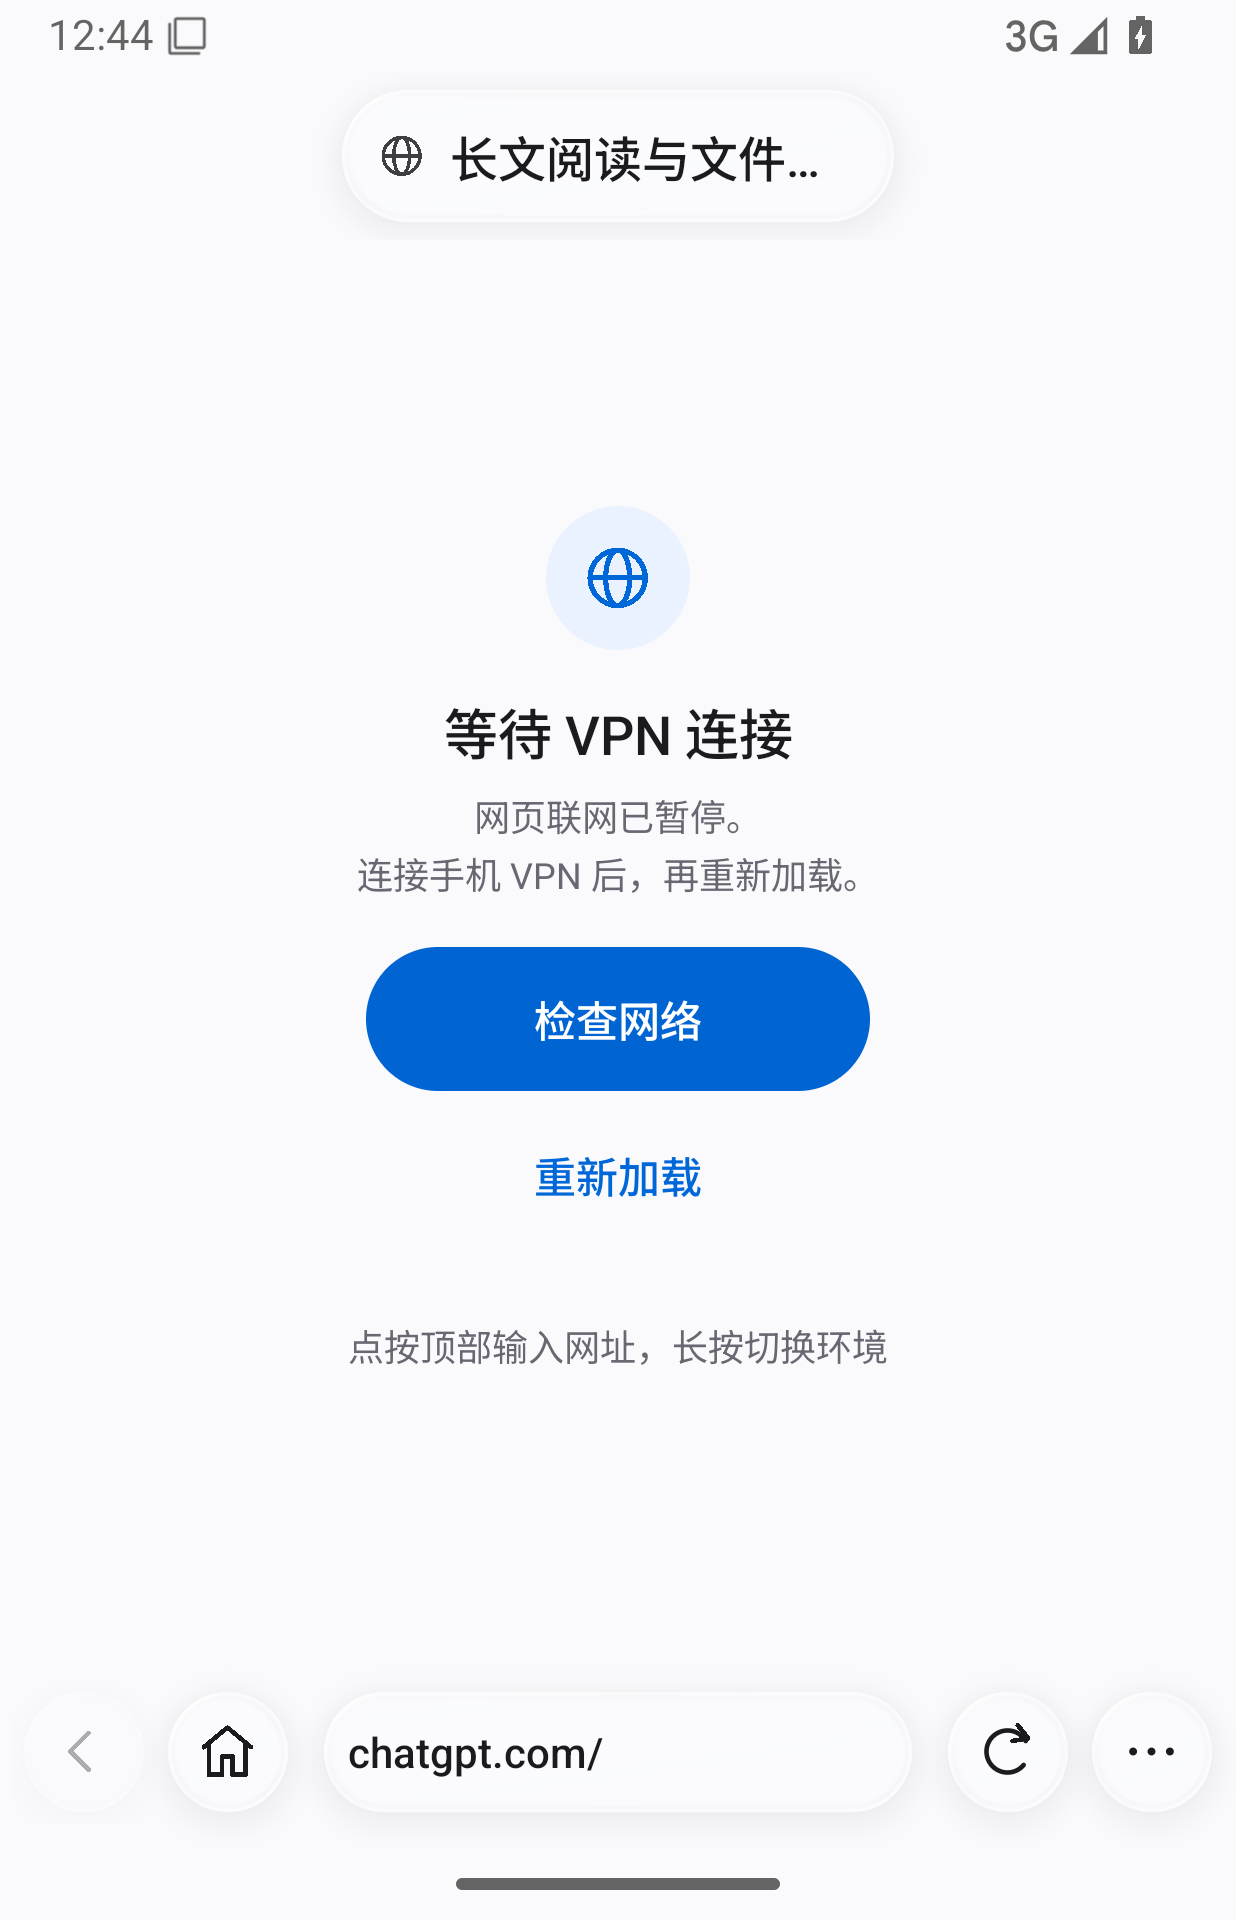 12:44
3G
长文阅读与文件...
等待 VPN 连接
网页联网已暂停。
连接手机 VPN 后，再重新加载。
检查网络
重新加载
点按顶部输入网址，长按切换环境
chatgpt.com/